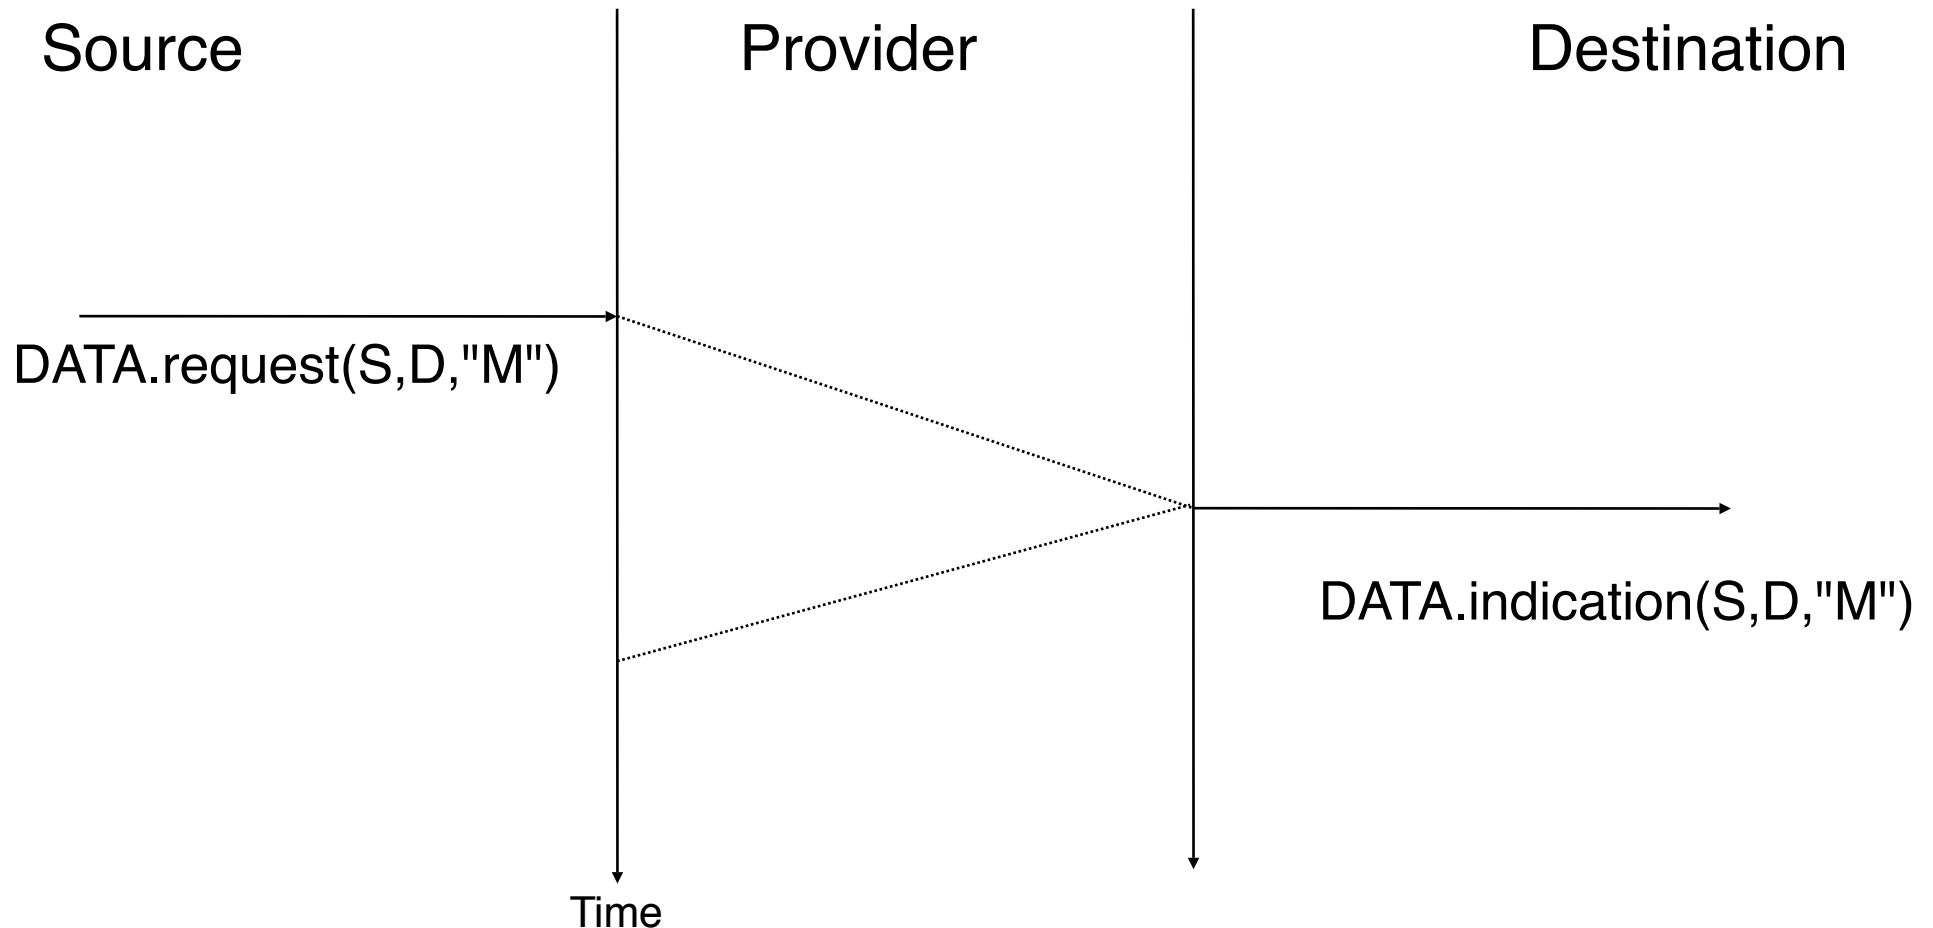 Source
Provider
Destination
DATA.request(S,D,"M")
DATA.indication(S,D,"M")
Time